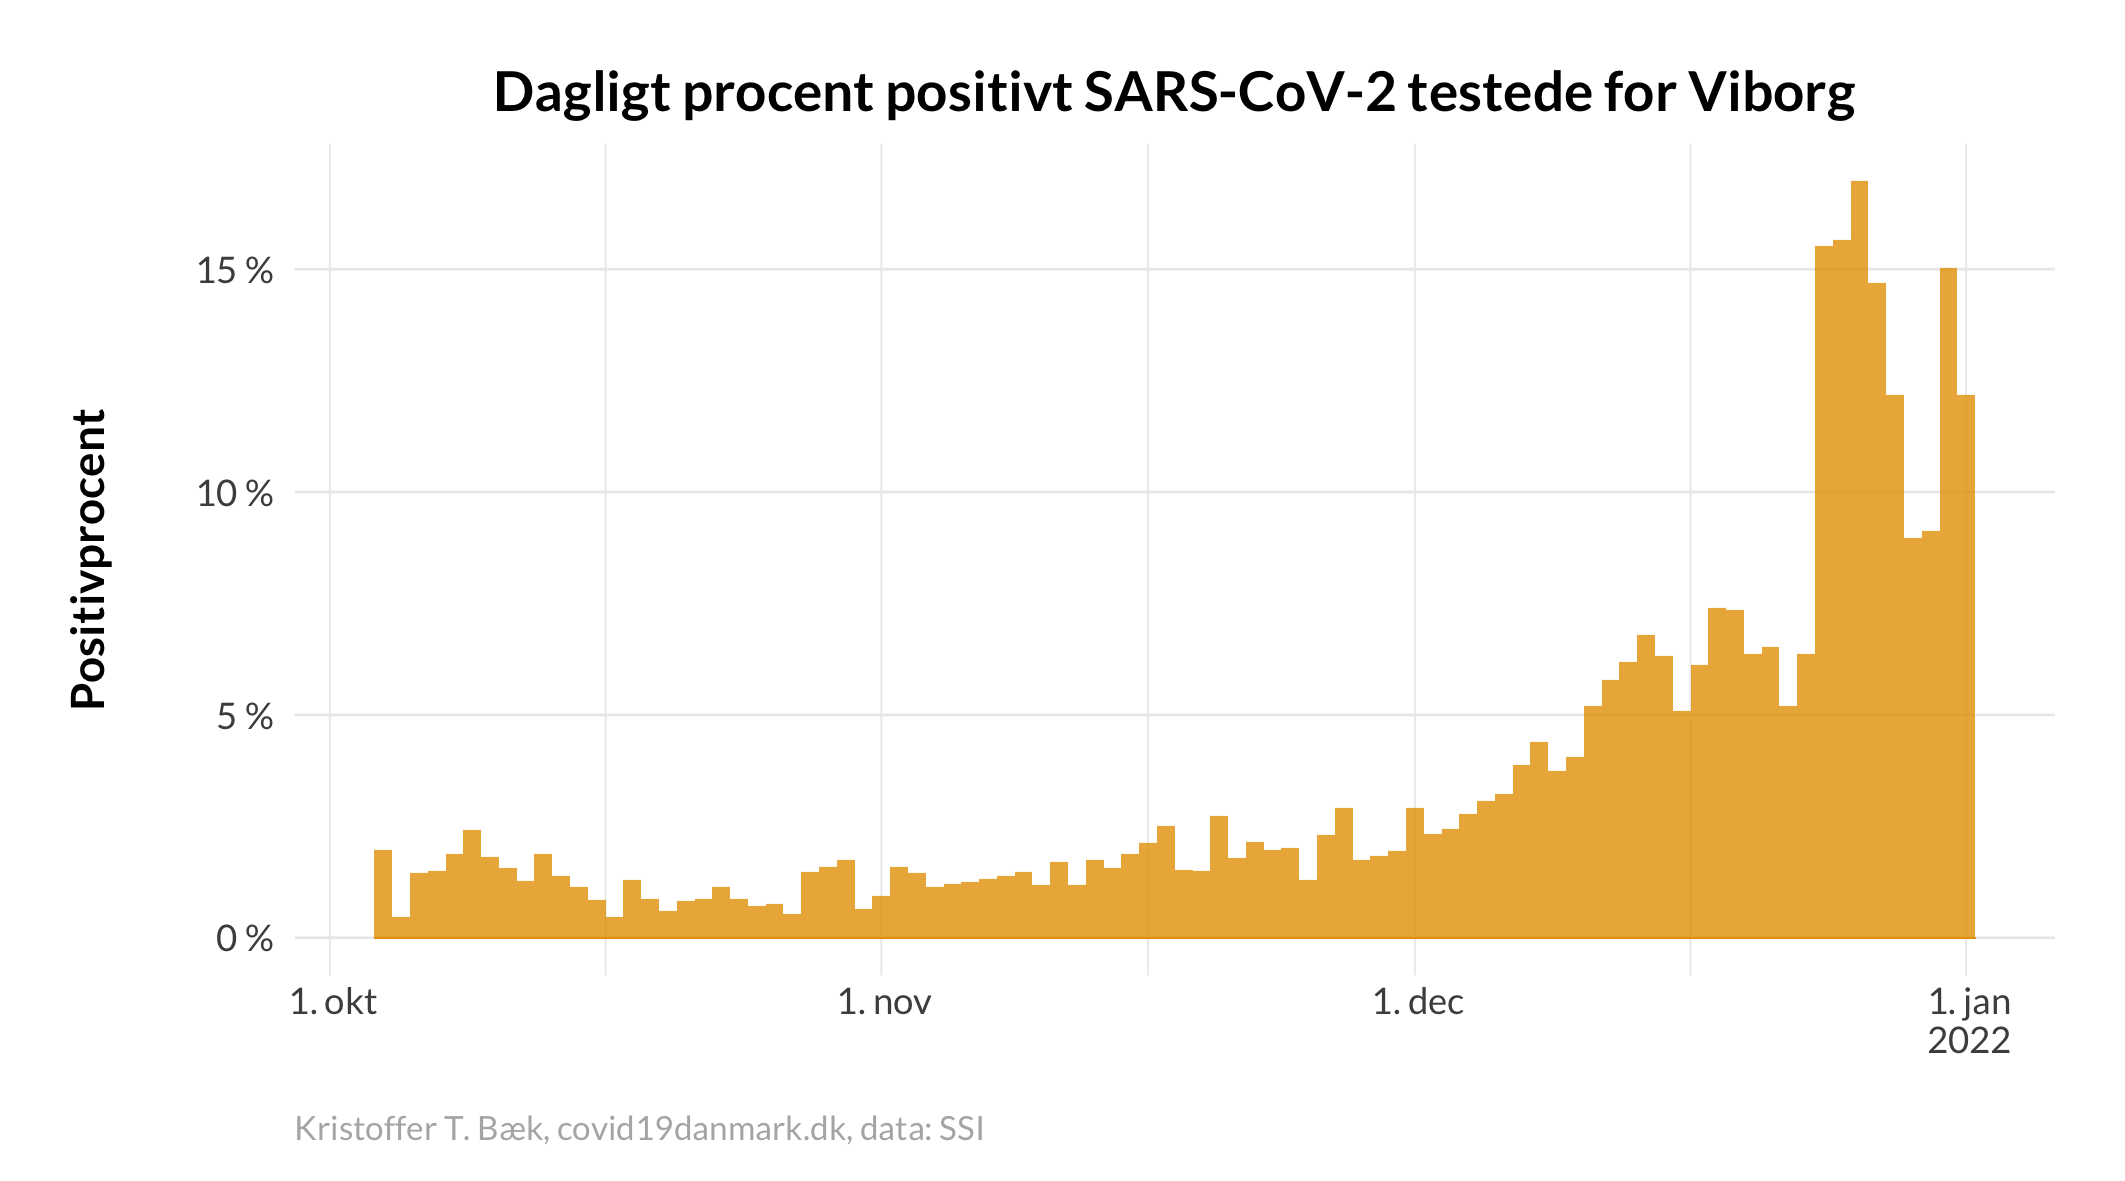 Dagligt procent positivt SARS-CoV-2 testede for Viborg
Positivprocent
15 %
10 %
5 %
0 %
1. okt
1. nov
1. dec
1. jan
2022
Kristoffer T. Bæk, covid19danmark.dk, data: SSI